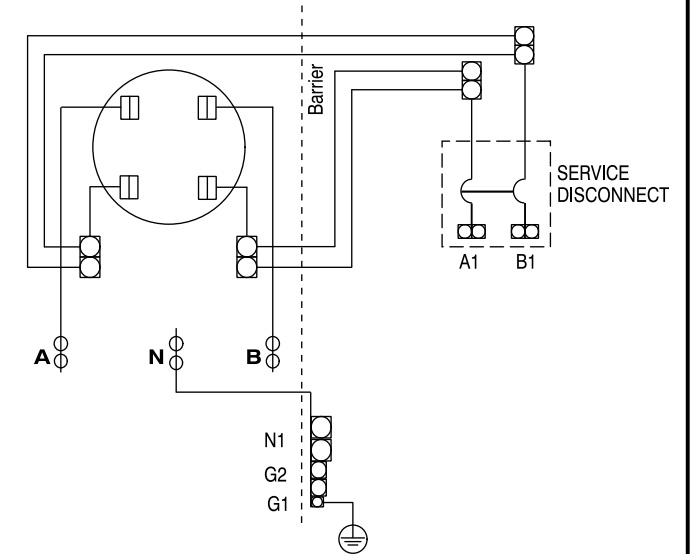 Barrier
SERVICE
DISCONNECT
A1 B1
A N B
N1
G2
G1